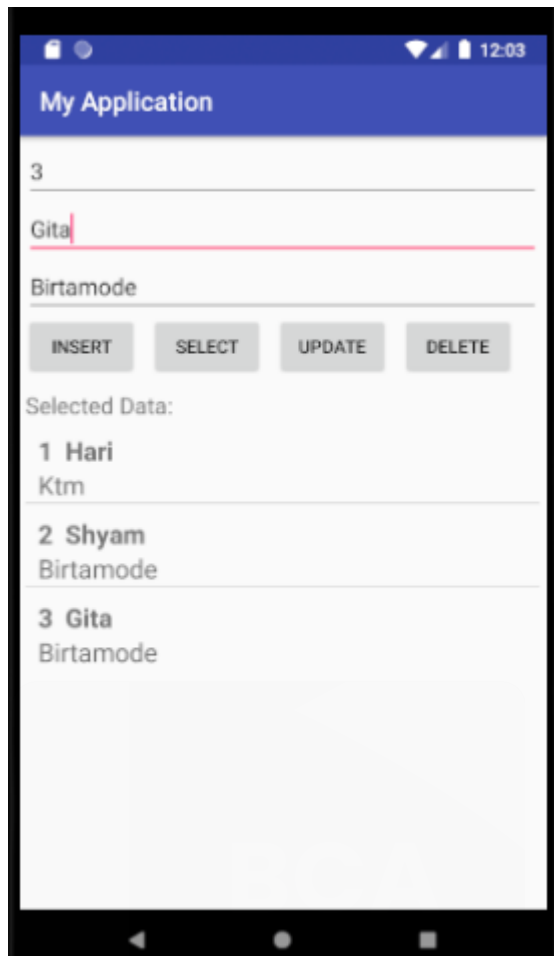 12:03
My Application
3
Gita
Birtamode
INSERT SELECT UPDATE DELETE
Selected Data:
1 Hari
Ktm
2 Shyam
Birtamode
3 Gita
Birtamode
BCA